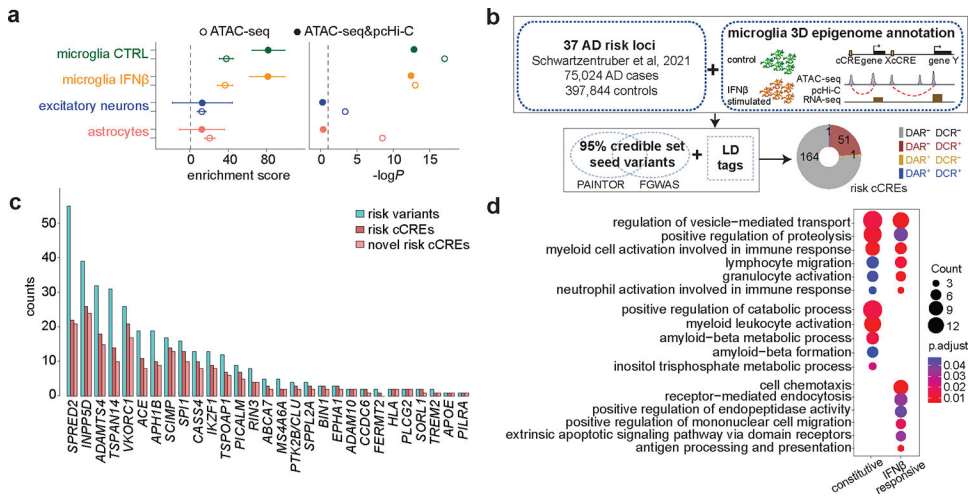 a
ATAC-seq
ATAC-seq&pcHi-C
microglia CTRL
microglia IFNβ
excitatory neurons
astrocytes
0 40 80
enrichment score
0 5 10 15
-logP
b
37 AD risk loci
Schwartzentruber et al, 2021
75,024 AD cases
397,844 controls
+
microglia 3D epigenome annotation
control
IFNβ
stimulated
cCREgene XcCRE gene Y
ATAC-seq
pcHi-C
RNA-seq
95% credible set
seed variants
PAINTOR FGWAS
+
LD
tags
1
51
1
164
risk cCREs
DAR⁻ DCR⁻
DAR⁻ DCR⁺
DAR⁺ DCR⁻
DAR⁺ DCR⁺
c
counts
50
40
30
20
10
0
risk variants
risk cCREs
novel risk cCREs
SPRED2
INPP5D
ADAMTS4
TSPAN14
VKORC1
ACE
APH1B
SCIMP
SPI1
CASS4
IKZF1
TSPOAP1
PICALM
RIN3
ABCA7
MS4A6A
PTK2B/CLU
SPPL2A
BIN1
EPHA1
ADAM10
CCDC6
FERMT2
HLA
PLCG2
SORL1
TREM2
APOE
PILRA
d
regulation of vesicle−mediated transport
positive regulation of proteolysis
myeloid cell activation involved in immune response
lymphocyte migration
granulocyte activation
neutrophil activation involved in immune response
positive regulation of catabolic process
myeloid leukocyte activation
amyloid−beta metabolic process
amyloid−beta formation
inositol trisphosphate metabolic process
cell chemotaxis
receptor−mediated endocytosis
positive regulation of endopeptidase activity
positive regulation of mononuclear cell migration
extrinsic apoptotic signaling pathway via domain receptors
antigen processing and presentation
constitutive
IFNβ
responsive
Count
3
6
9
12
p.adjust
0.04
0.03
0.02
0.01